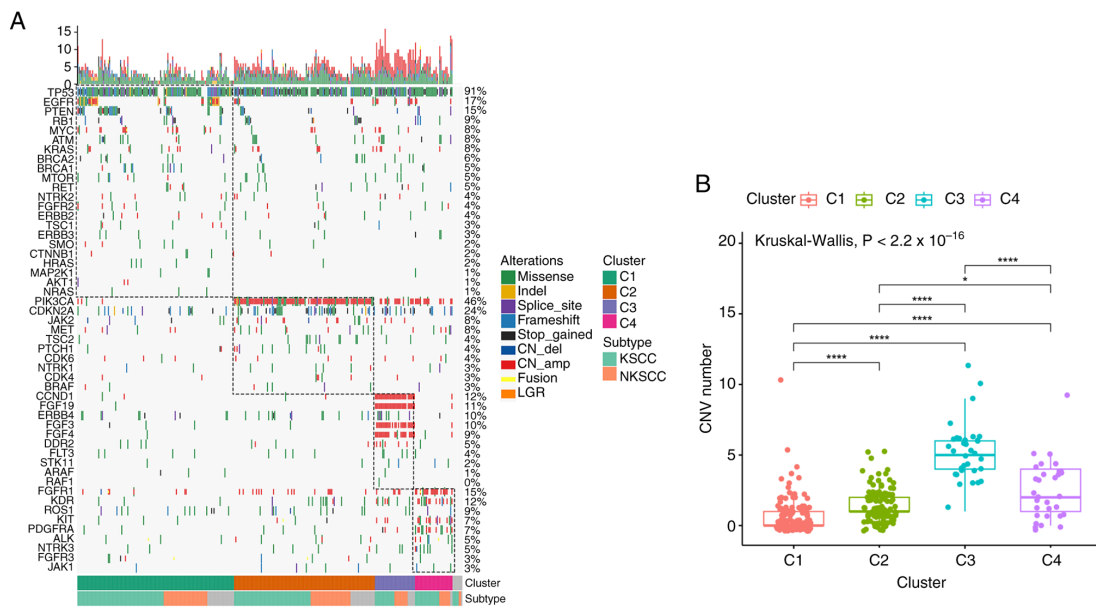 A
15
10
5
0
TP53 91%
EGFR 17%
PTEN 15%
RB1 9%
MYC 8%
ATM 8%
KRAS 8%
BRCA2 6%
BRCA1 5%
MTOR 5%
RET 5%
NTRK2 4%
FGFR2 4%
ERBB2 4%
TSC1 3%
ERBB3 3%
SMO 2%
CTNNB1 2%
HRAS 2%
MAP2K1 1%
AKT1 1%
NRAS 1%
PIK3CA 46%
CDKN2A 24%
JAK2 8%
MET 8%
TSC2 4%
PTCH1 4%
CDK6 4%
NTRK1 3%
CDK4 3%
BRAF 3%
CCND1 12%
FGF19 11%
ERBB4 10%
FGF3 10%
FGF4 9%
DDR2 5%
FLT3 4%
STK11 2%
ARAF 1%
RAF1 0%
FGFR1 15%
KDR 12%
ROS1 9%
KIT 7%
PDGFRA 7%
ALK 5%
NTRK3 5%
FGFR3 3%
JAK1 3%
Cluster
Subtype
Alterations
Missense
Indel
Splice_site
Frameshift
Stop_gained
CN_del
CN_amp
Fusion
LGR
Cluster
C1
C2
C3
C4
Subtype
KSCC
NKSCC
B
Cluster C1 C2 C3 C4
Kruskal-Wallis, P < 2.2 x 10⁻¹⁶
****
*
****
****
****
****
CNV number
20
15
10
5
0
C1 C2 C3 C4
Cluster